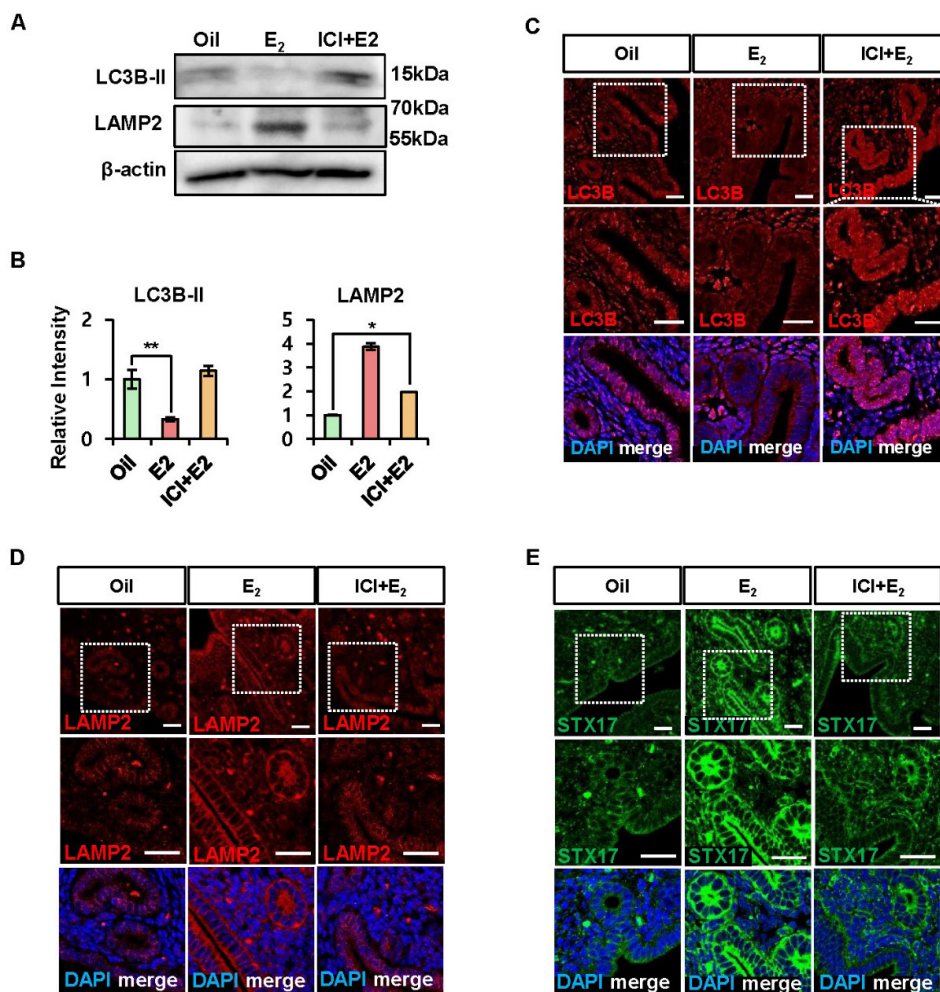 A
Oil E₂ ICI+E2
LC3B-II 15kDa
70kDa
LAMP2
55kDa
β-actin
B
LC3B-II
Relative Intensity
2
1
0
**
Oil
E2
ICI+E2
LAMP2
5
4
3
2
1
0
*
Oil
E2
ICI+E2
C
Oil E₂ ICI+E₂
LC3B LC3B LC3B
LC3B LC3B LC3B
DAPI merge DAPI merge DAPI merge
D
Oil E₂ ICI+E₂
LAMP2 LAMP2 LAMP2
LAMP2 LAMP2 LAMP2
DAPI merge DAPI merge DAPI merge
E
Oil E₂ ICI+E₂
STX17 STX17 STX17
STX17 STX17 STX17
DAPI merge DAPI merge DAPI merge